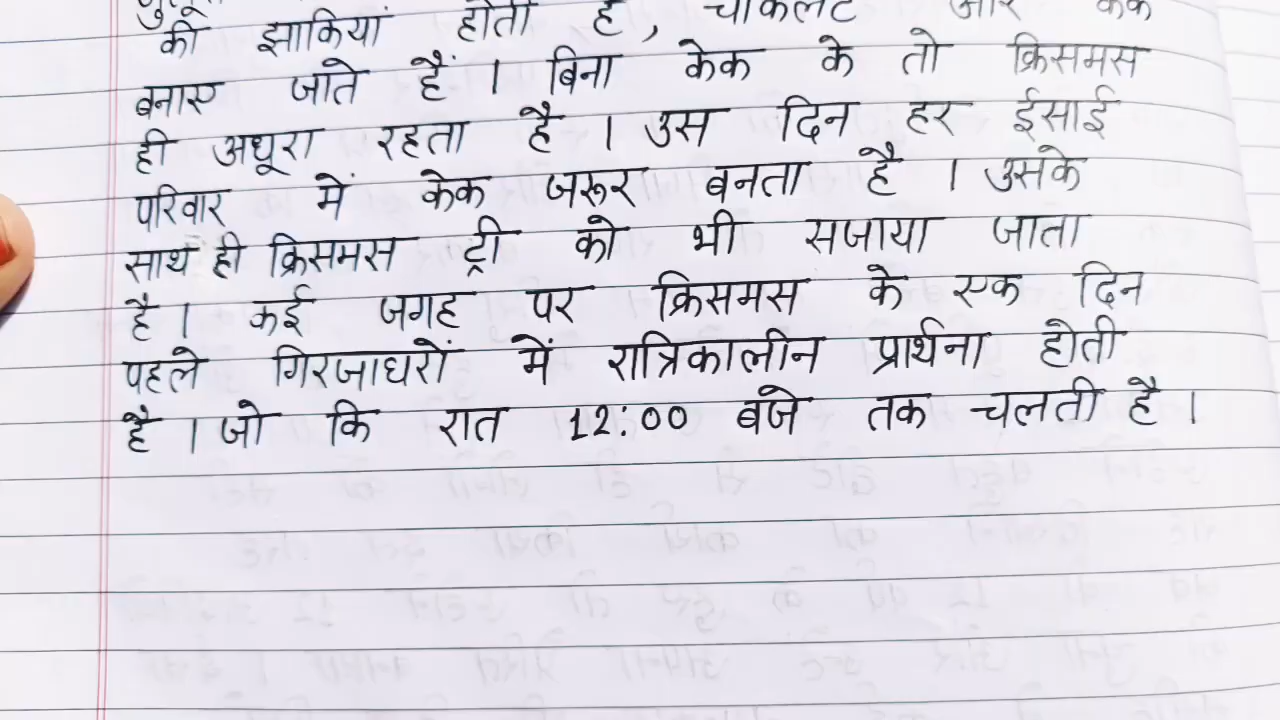 की झाकियां होती है, चॉकलेट और केक
बनाए जाते हैं। बिना केक के तो क्रिसमस
ही अधूरा रहता है। उस दिन हर ईसाई
परिवार में केक जरूर बनता है। उसके
साथ ही क्रिसमस ट्री को भी सजाया जाता
है। कई जगह पर क्रिसमस के एक दिन
पहले गिरजाघरों में रात्रिकालीन प्रार्थना होती
है। जो कि रात 12:00 बजे तक चलती है।